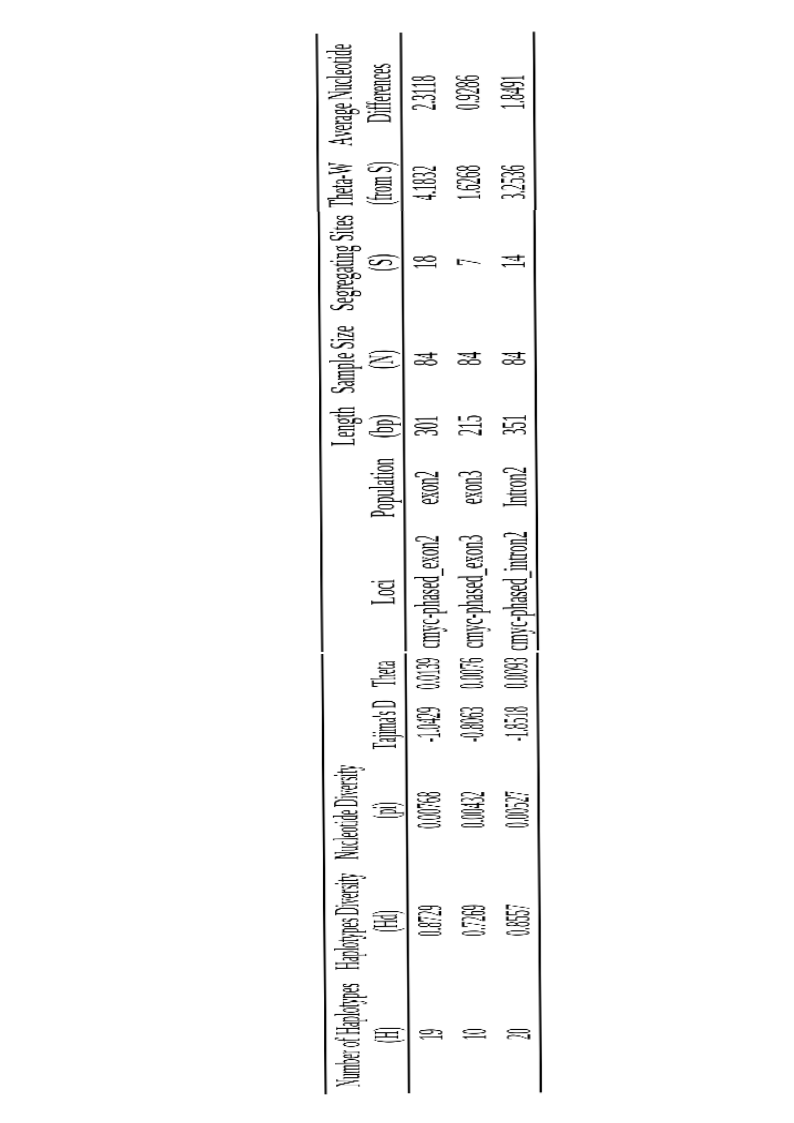 Number of Haplotypes Haplotypes Diversity Nucleotide Diversity Length Sample Size Segregating Sites Theta-W Average Nucleotide
(H) (Hd) (pi) Tajima's D Theta Loci Population (bp) (N) (S) (from S) Differences
19 0.8729 0.00768 -1.0429 0.0139 cmyc-phased_exon2 exon2 301 84 18 4.1832 2.3118
10 0.7269 0.00432 -0.8063 0.0076 cmyc-phased_exon3 exon3 215 84 7 1.6268 0.9286
20 0.8557 0.00527 -1.8518 0.0093 cmyc-phased_intron2 Intron2 351 84 14 3.2536 1.8491